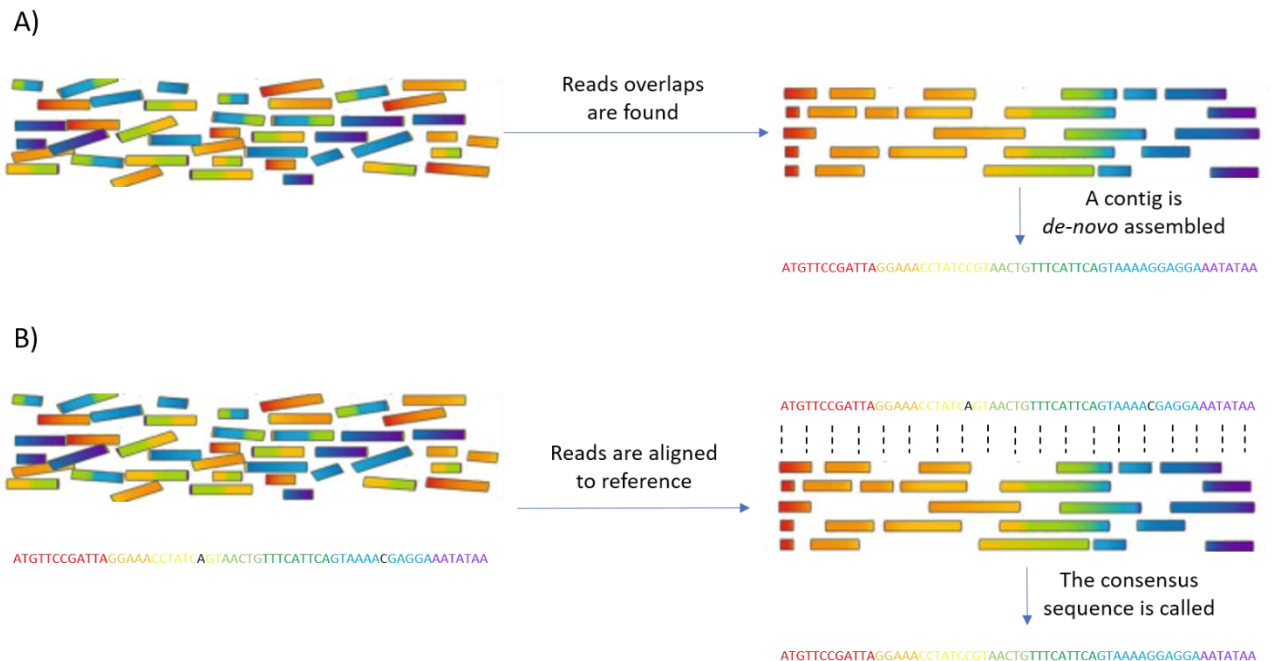 A)
Reads overlaps
are found
A contig is
de-novo assembled
ATGTTCCGATTAGGAAACCTATCCGTAACTGTTTCATTCAGTAAAAGGAGGAAATATAA
B)
ATGTTCCGATTAGGAAACCTATCAGTAACTGTTTCATTCAGTAAAACGAGGAAATATAA
Reads are aligned
to reference
ATGTTCCGATTAGGAAACCTATCAGTAACTGTTTCATTCAGTAAAACGAGGAAATATAA
The consensus
sequence is called
ATGTTCCGATTAGGAAACCTATCCGTAACTGTTTCATTCAGTAAAAGGAGGAAATATAA